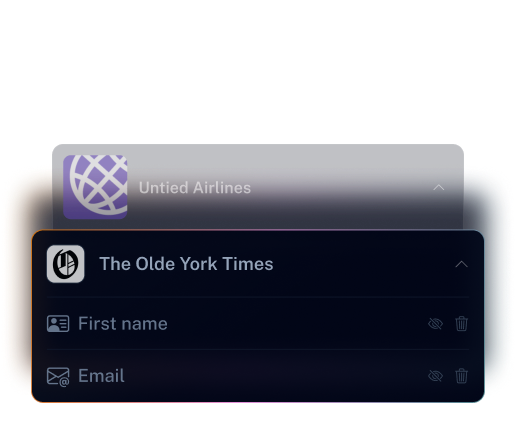 Untied Airlines
The Olde York Times
First name
Email